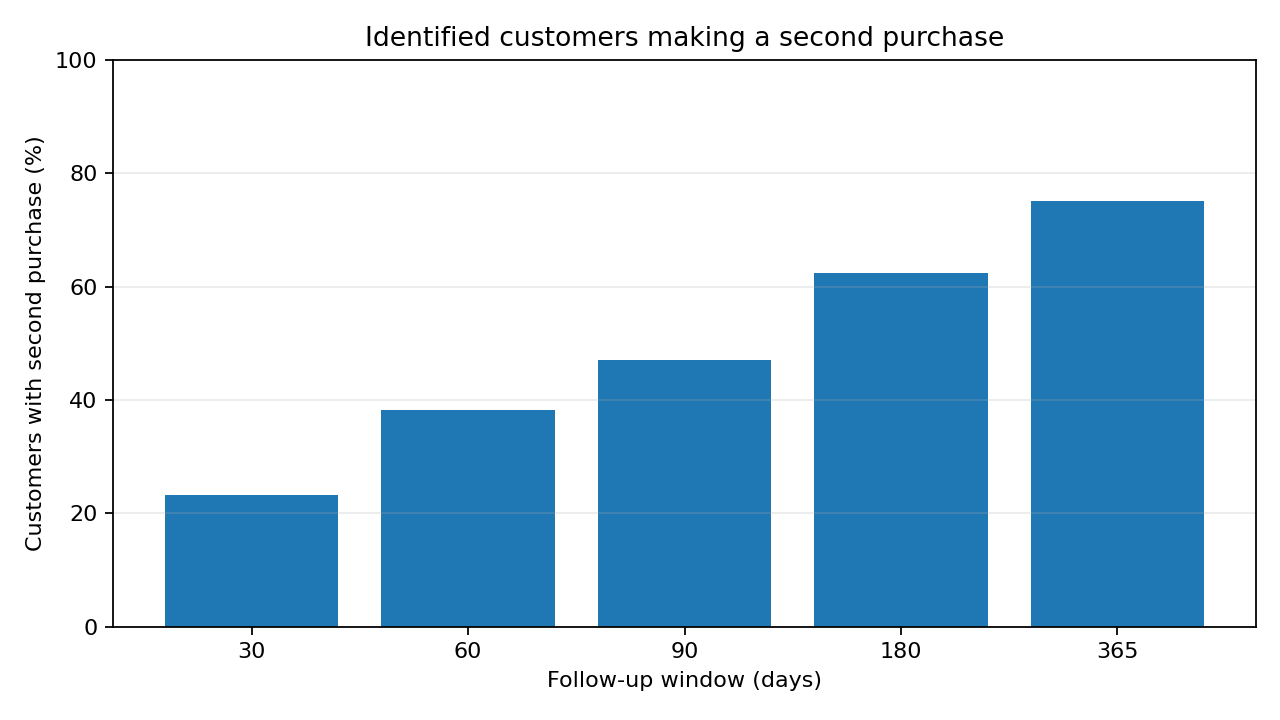 Identified customers making a second purchase
Customers with second purchase (%)
100
80
60
40
20
0
30 60 90 180 365
Follow-up window (days)